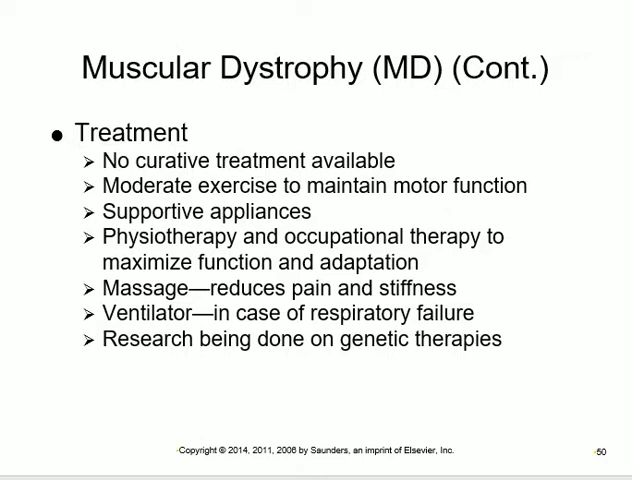 Muscular Dystrophy (MD) (Cont.)
● Treatment
➢ No curative treatment available
➢ Moderate exercise to maintain motor function
➢ Supportive appliances
➢ Physiotherapy and occupational therapy to
maximize function and adaptation
➢ Massage—reduces pain and stiffness
➢ Ventilator—in case of respiratory failure
➢ Research being done on genetic therapies
Copyright © 2014, 2011, 2006 by Saunders, an imprint of Elsevier, Inc.
50